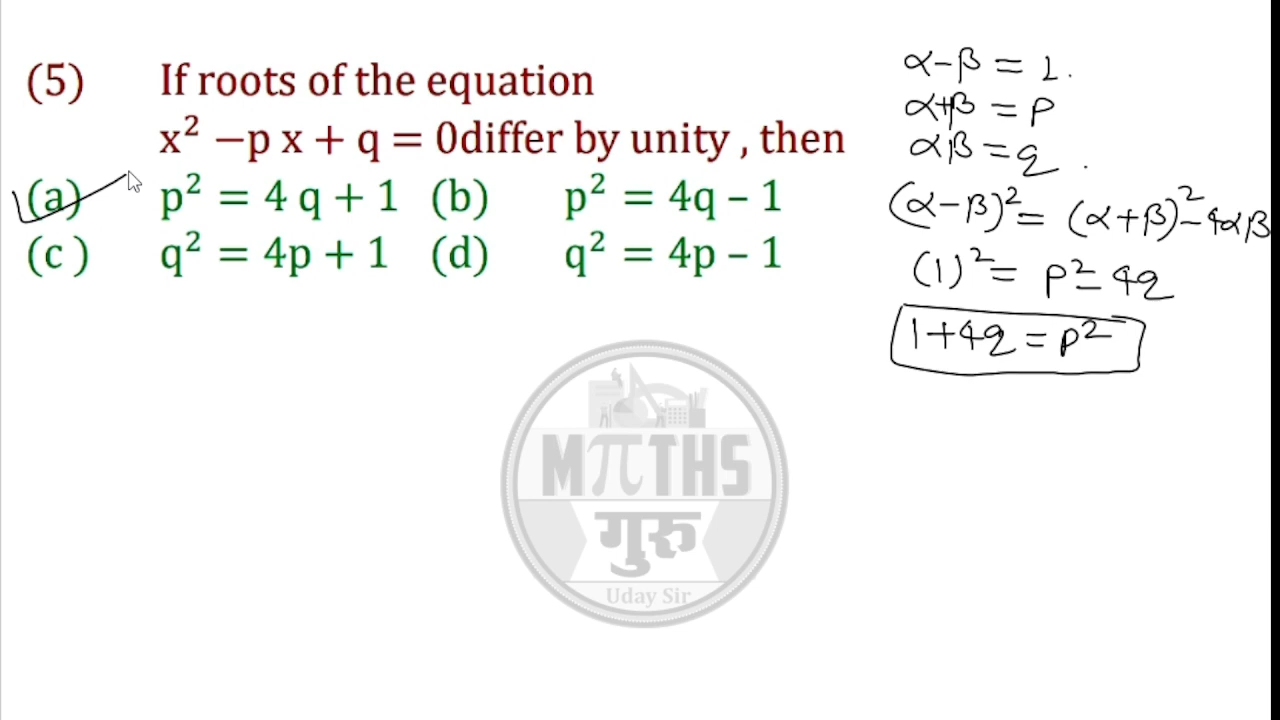 (5) If roots of the equation
x² −p x + q = 0differ by unity , then
(a) p² = 4 q + 1 (b) p² = 4q – 1
(c ) q² = 4p + 1 (d) q² = 4p – 1
α-β = 1.
α+β = p
αβ = q .
(α-β)² = (α+β)²-4αβ
(1)² = p²-4q
1+4q = p²
MπTHS
गुरु
Uday Sir